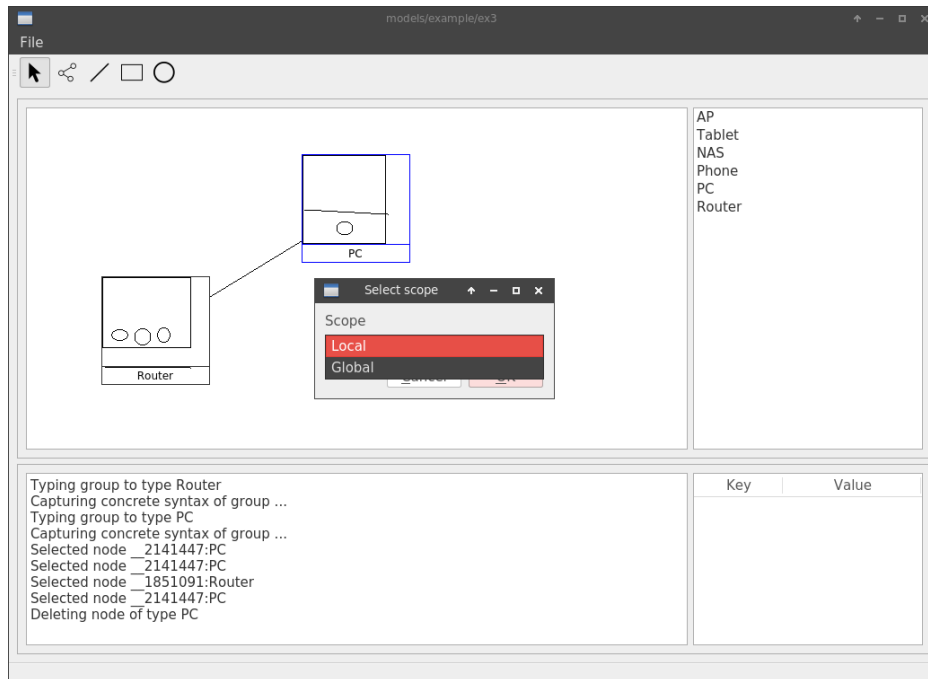 models/example/ex3
File
AP
Tablet
NAS
Phone
PC
Router
PC
Router
Select scope
Scope
Local
Global
Typing group to type Router
Capturing concrete syntax of group ...
Typing group to type PC
Capturing concrete syntax of group ...
Selected node __2141447:PC
Selected node __2141447:PC
Selected node __1851091:Router
Selected node __2141447:PC
Deleting node of type PC
Key Value